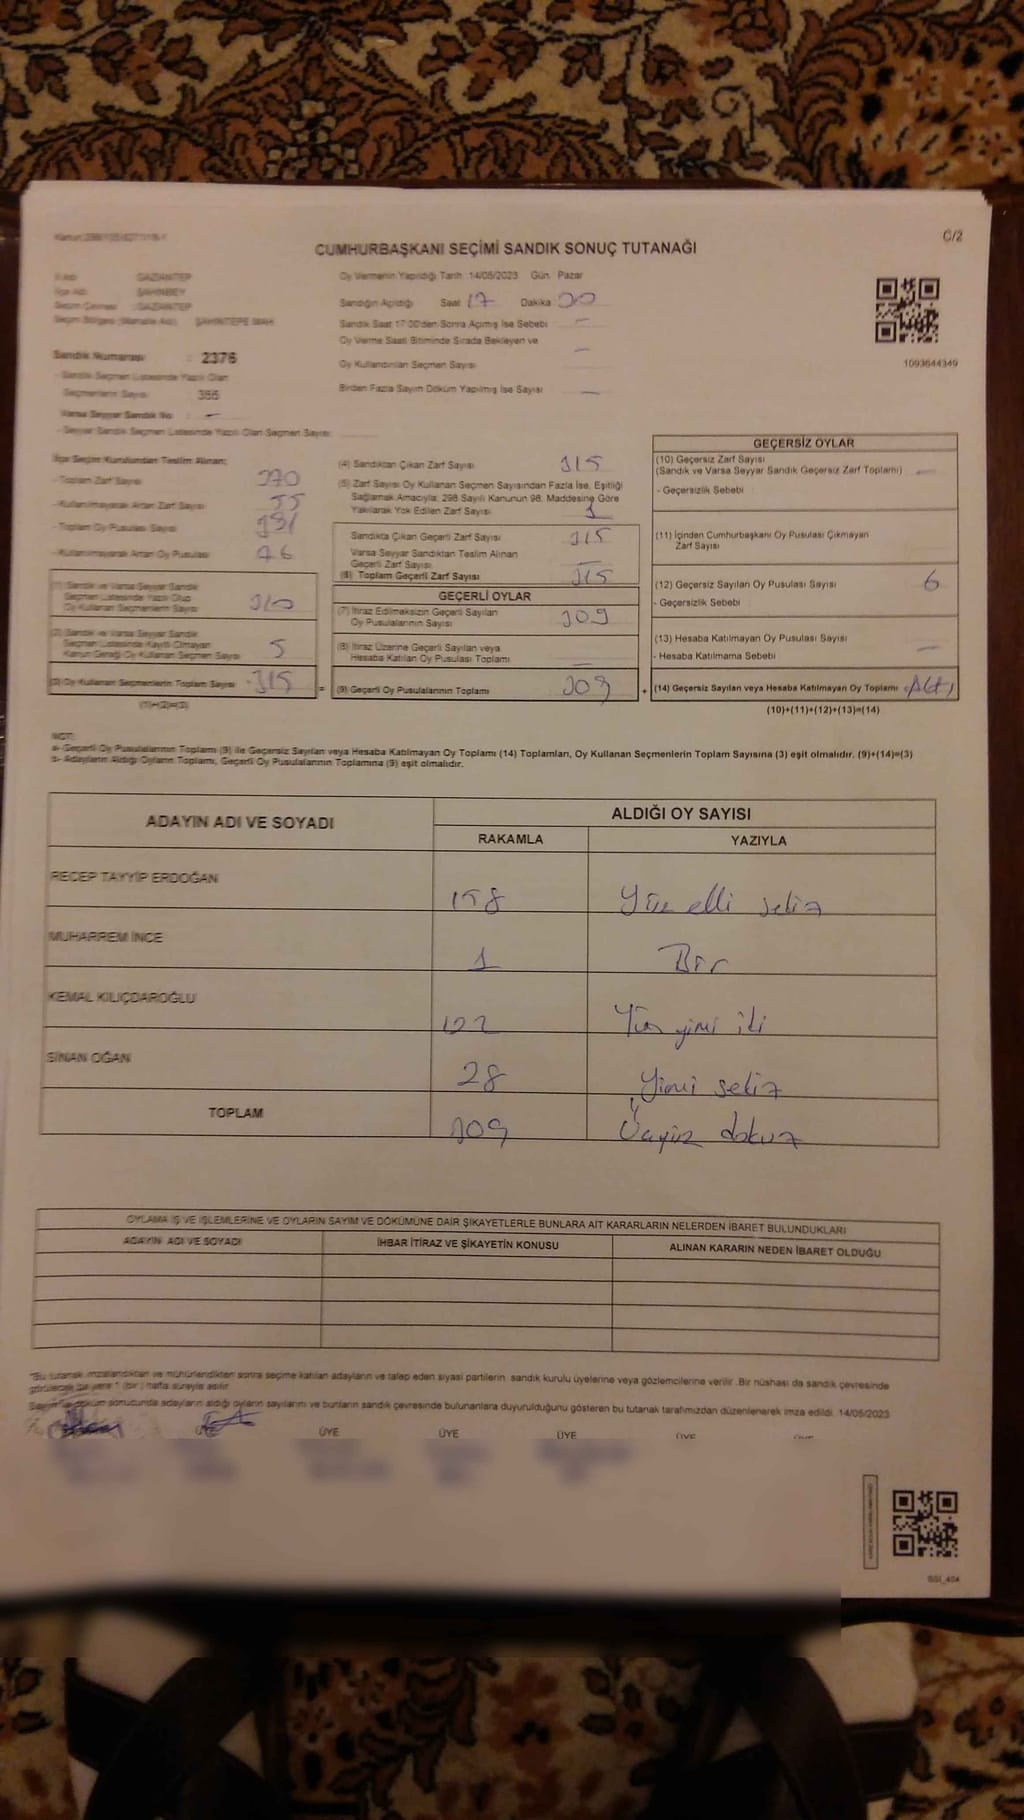 C/2
CUMHURBAŞKANI SEÇİMİ SANDIK SONUÇ TUTANAĞI
İl Adı : GAZİANTEP
İlçe Adı : ŞAHİNBEY
Seçim Çevresi : GAZİANTEP
Seçim Bölgesi (Mahalle Adı) : ŞAHİNTEPE MAH
Sandık Numarası : 2376
- Sandık Seçmen Listesinde Yazılı Olan
Seçmenlerin Sayısı 355
Varsa Seyyar Sandık No : -
- Seyyar Sandık Seçmen Listesinde Yazılı Olan Seçmen Sayısı
Oy Vermenin Yapıldığı Tarih :14/05/2023 Gün Pazar
Sandığın Açıldığı Saat 17 Dakika 00
Sandık Saat 17:00'den Sonra Açımış İse Sebebi -
Oy Verme Saati Bitiminde Sırada Bekleyen ve
Oy Kullandırılan Seçmen Sayısı -
Birden Fazla Sayım Döküm Yapılmış İse Sayısı -
1093644349
İlçe Seçim Kurulundan Teslim Alınan:
- Toplam Zarf Sayısı 370
- Kullanılmayarak Artan Zarf Sayısı 55
- Toplam Oy Pusulası Sayısı 391
- Kullanılmayarak Artan Oy Pusulası 76
(1) Sandık ve Varsa Seyyar Sandık
Seçmen Listesinde Yazılı Olup
Oy Kullanan Seçmenlerin Sayısı 310
(2) Sandık ve Varsa Seyyar Sandık
Seçmen Listesinde Kayıtlı Olmayan
Kanun Gereği Oy Kullanan Seçmen Sayısı 5
(3) Oy Kullanan Seçmenlerin Toplam Sayısı 315
(1)+(2)=(3)
(4) Sandıktan Çıkan Zarf Sayısı 315
(5) Zarf Sayısı Oy Kullanan Seçmen Sayısından Fazla İse, Eşitliği
Sağlamak Amacıyla, 298 Sayılı Kanunun 98. Maddesine Göre
Yakılarak Yok Edilen Zarf Sayısı
Sandıkta Çıkan Geçerli Zarf Sayısı 315
Varsa Seyyar Sandıktan Teslim Alınan
Geçerli Zarf Sayısı
(6) Toplam Geçerli Zarf Sayısı 315
GEÇERLİ OYLAR
(7) İtiraz Edilmeksizin Geçerli Sayılan
Oy Pusulalarının Sayısı 309
(8) İtiraz Üzerine Geçerli Sayılan veya
Hesaba Katılan Oy Pusulası Toplamı -
= (9) Geçerli Oy Pusulalarının Toplamı 309
GEÇERSİZ OYLAR
(10) Geçersiz Zarf Sayısı
(Sandık ve Varsa Seyyar Sandık Geçersiz Zarf Toplamı) -
- Geçersizlik Sebebi
(11) İçinden Cumhurbaşkanı Oy Pusulası Çıkmayan
Zarf Sayısı
(12) Geçersiz Sayılan Oy Pusulası Sayısı 6
- Geçersizlik Sebebi
(13) Hesaba Katılmayan Oy Pusulası Sayısı
- Hesaba Katılmama Sebebi -
+ (14) Geçersiz Sayılan veya Hesaba Katılmayan Oy Toplamı Altı
(10)+(11)+(12)+(13)=(14)
NOT:
a- Geçerli Oy Pusulalarının Toplamı (9) ile Geçersiz Sayılan veya Hesaba Katılmayan Oy Toplamı (14) Toplamları, Oy Kullanan Seçmenlerin Toplam Sayısına (3) eşit olmalıdır. (9)+(14)=(3)
b- Adayların Aldığı Oyların Toplamı, Geçerli Oy Pusulalarının Toplamına (9) eşit olmalıdır.
ADAYIN ADI VE SOYADI
ALDIĞI OY SAYISI
RAKAMLA YAZIYLA
RECEP TAYYİP ERDOĞAN 158 Yüz elli sekiz
MUHARREM İNCE 1 Bir
KEMAL KILIÇDAROĞLU 122 Yüz yirmi iki
SİNAN OĞAN 28 Yirmi sekiz
TOPLAM 309 Üçyüz dokuz
OYLAMA İŞ VE İŞLEMLERİNE VE OYLARIN SAYIM VE DÖKÜMÜNE DAİR ŞİKAYETLERLE BUNLARA AİT KARARLARIN NELERDEN İBARET BULUNDUKLARI
ADAYIN ADI VE SOYADI İHBAR İTİRAZ VE ŞİKAYETİN KONUSU ALINAN KARARIN NEDEN İBARET OLDUĞU
"Bu tutanak imzalandıktan ve mühürlendikten sonra seçime katılan adayların ve talep eden siyasi partilerin, sandık kurulu üyelerine veya gözlemcilerine verilir .Bir nüshası da sandık çevresinde
görülecek bir yere 1 (bir ) hafta süreyle asılır.
Sayım ve döküm sonucunda adayların aldığı oyların sayılarını ve bunların sandık çevresinde bulunanlara duyurulduğunu gösteren bu tutanak tarafımızdan düzenlenerek imza edildi. 14/05/2023
ÜYE ÜYE ÜYE ÜYE ÜYE